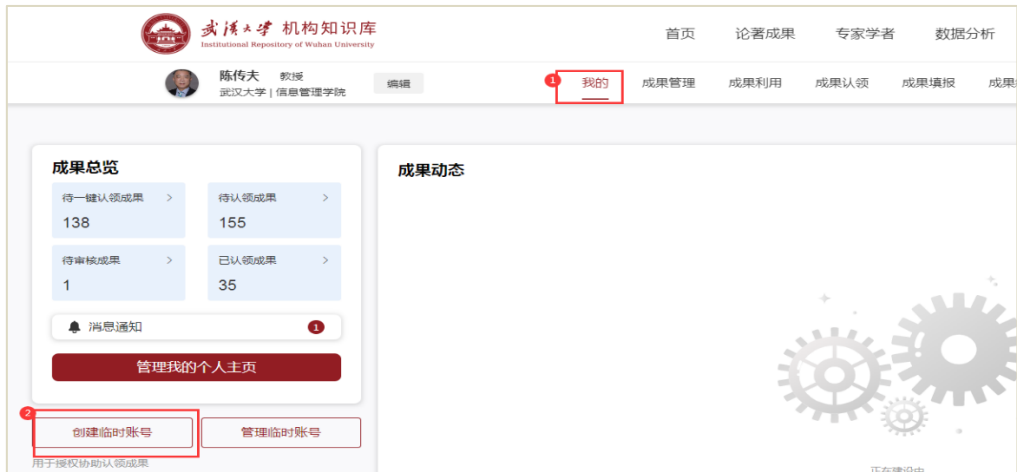 武汉大学 机构知识库
Institutional Repository of Wuhan University
首页 论著成果 专家学者 数据分析
陈传夫 教授
武汉大学 | 信息管理学院
编辑
1 我的 成果管理 成果利用 成果认领 成果填报 成果
成果总览
待一键认领成果 >
138
待认领成果 >
155
待审核成果 >
1
已认领成果 >
35
消息通知 1
管理我的个人主页
2
创建临时账号 管理临时账号
用于授权协助认领成果
成果动态
正在建设中